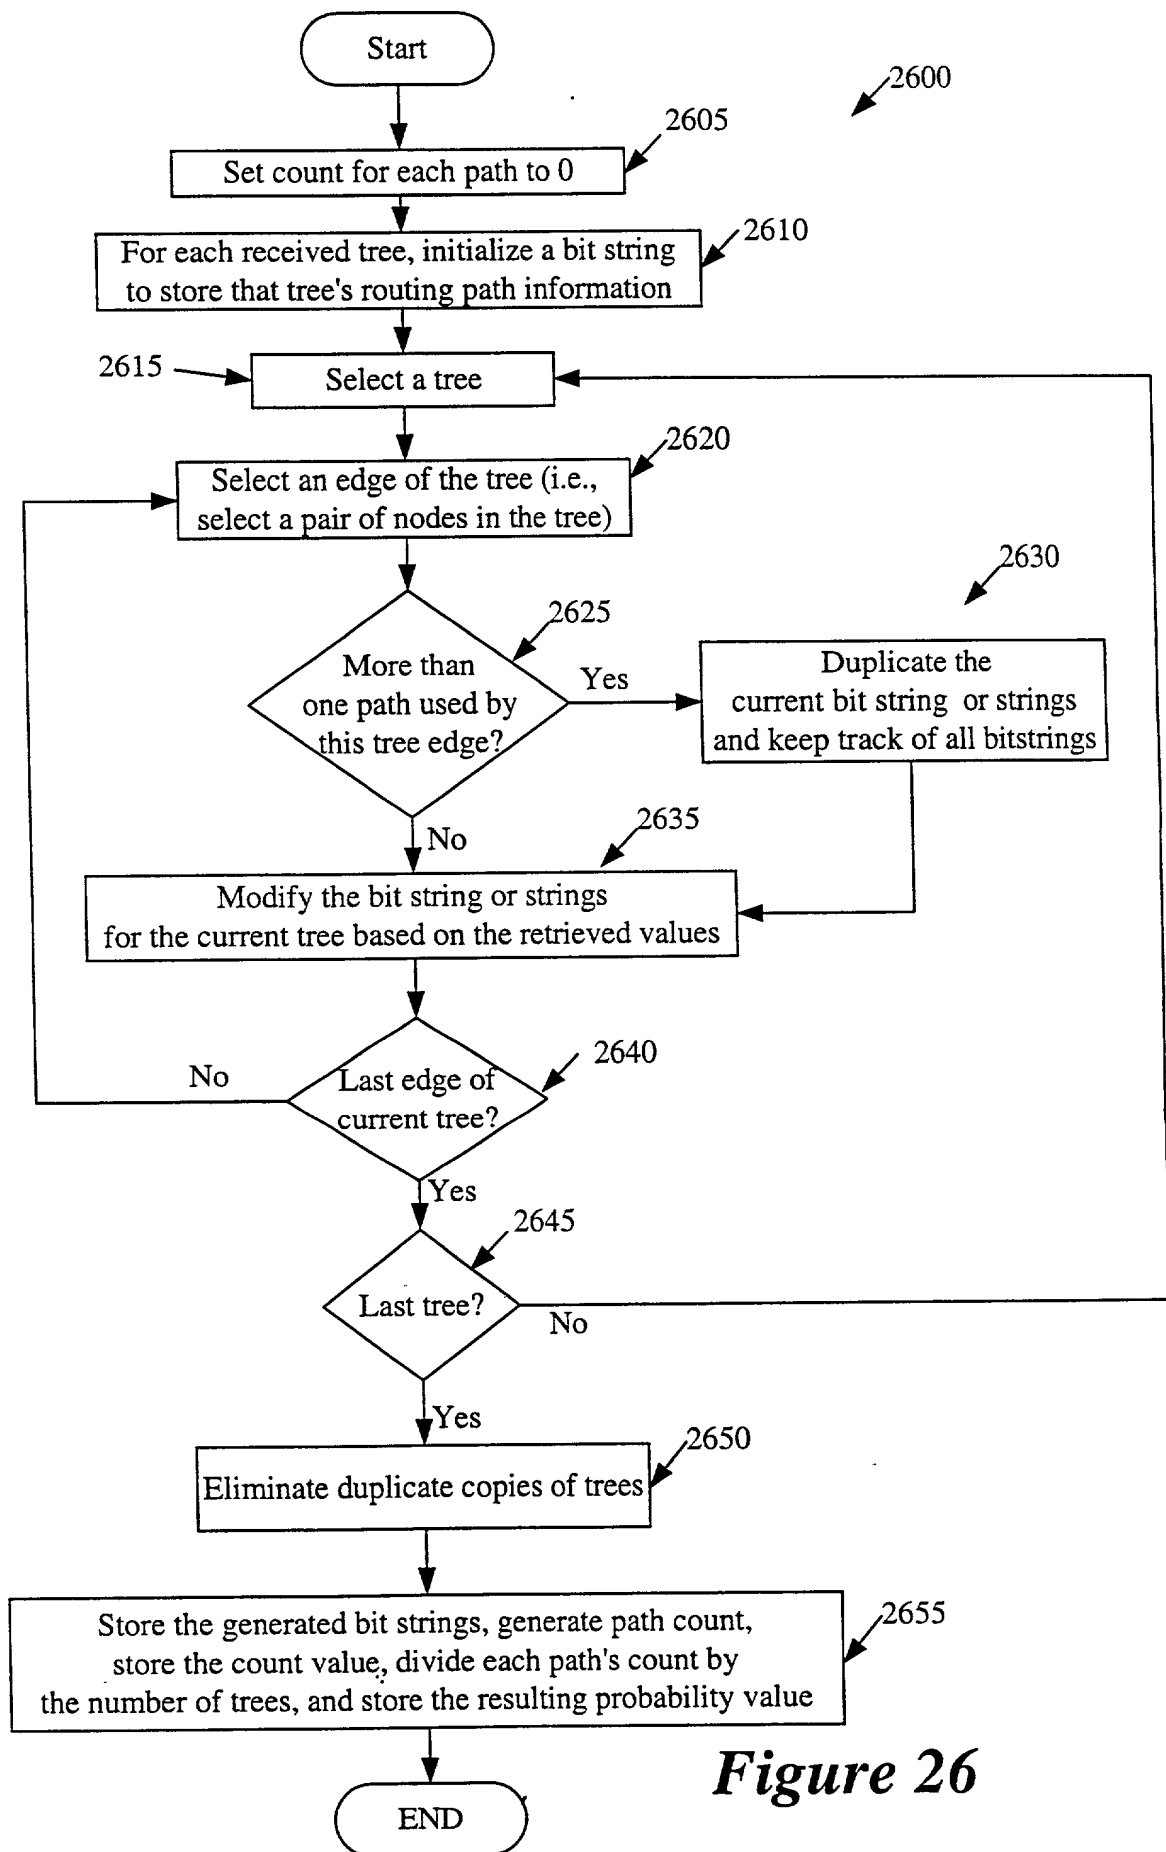 Start
2600
2605
Set count for each path to 0
2610
For each received tree, initialize a bit string
to store that tree's routing path information
2615
Select a tree
2620
Select an edge of the tree (i.e.,
select a pair of nodes in the tree)
2630
2625
More than
one path used by
this tree edge?
Yes
Duplicate the
current bit string or strings
and keep track of all bitstrings
No
2635
Modify the bit string or strings
for the current tree based on the retrieved values
2640
No
Last edge of
current tree?
Yes
2645
Last tree?
No
Yes
2650
Eliminate duplicate copies of trees
2655
Store the generated bit strings, generate path count,
store the count value, divide each path's count by
the number of trees, and store the resulting probability value
Figure 26
END